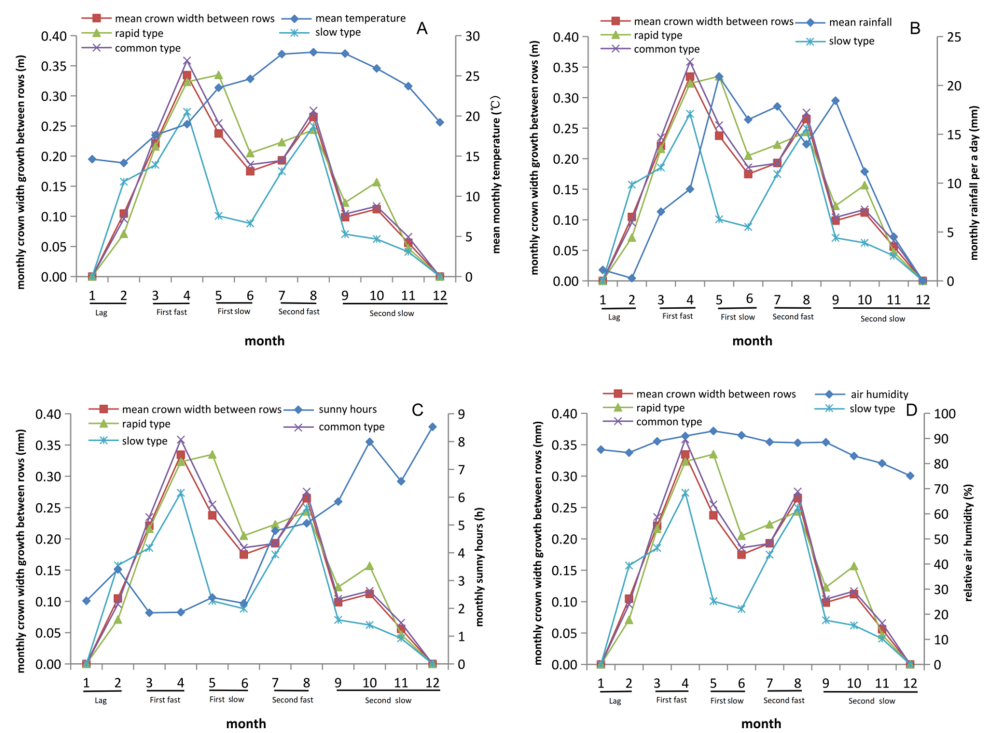 mean crown width between rows
mean temperature
rapid type
slow type
common type
A
monthly crown width growth between rows (m)
0.40
0.35
0.30
0.25
0.20
0.15
0.10
0.05
0.00
30
25
20
15
10
5
0
mean monthly temperature (℃)
1 2 3 4 5 6 7 8 9 10 11 12
Lag First fast First slow Second fast Second slow
month
mean crown width between rows
mean rainfall
rapid type
slow type
common type
B
monthly crown width growth between rows (m)
0.40
0.35
0.30
0.25
0.20
0.15
0.10
0.05
0.00
25
20
15
10
5
0
monthly rainfall per a day (mm)
1 2 3 4 5 6 7 8 9 10 11 12
Lag First fast First slow Second fast Second slow
month
mean crown width between rows
sunny hours
rapid type
common type
slow type
C
monthly crown width growth between rows (mm)
0.40
0.35
0.30
0.25
0.20
0.15
0.10
0.05
0.00
9
8
7
6
5
4
3
2
1
0
monthly sunny hours (h)
1 2 3 4 5 6 7 8 9 10 11 12
Lag First fast First slow Second fast Second slow
month
mean crown width between rows
air humidity
rapid type
slow type
common type
D
monthly crown width growth between rows (mm)
0.40
0.35
0.30
0.25
0.20
0.15
0.10
0.05
0.00
100
90
80
70
60
50
40
30
20
10
0
relative air humidity (%)
1 2 3 4 5 6 7 8 9 10 11 12
Lag First fast First slow Second fast Second slow
month